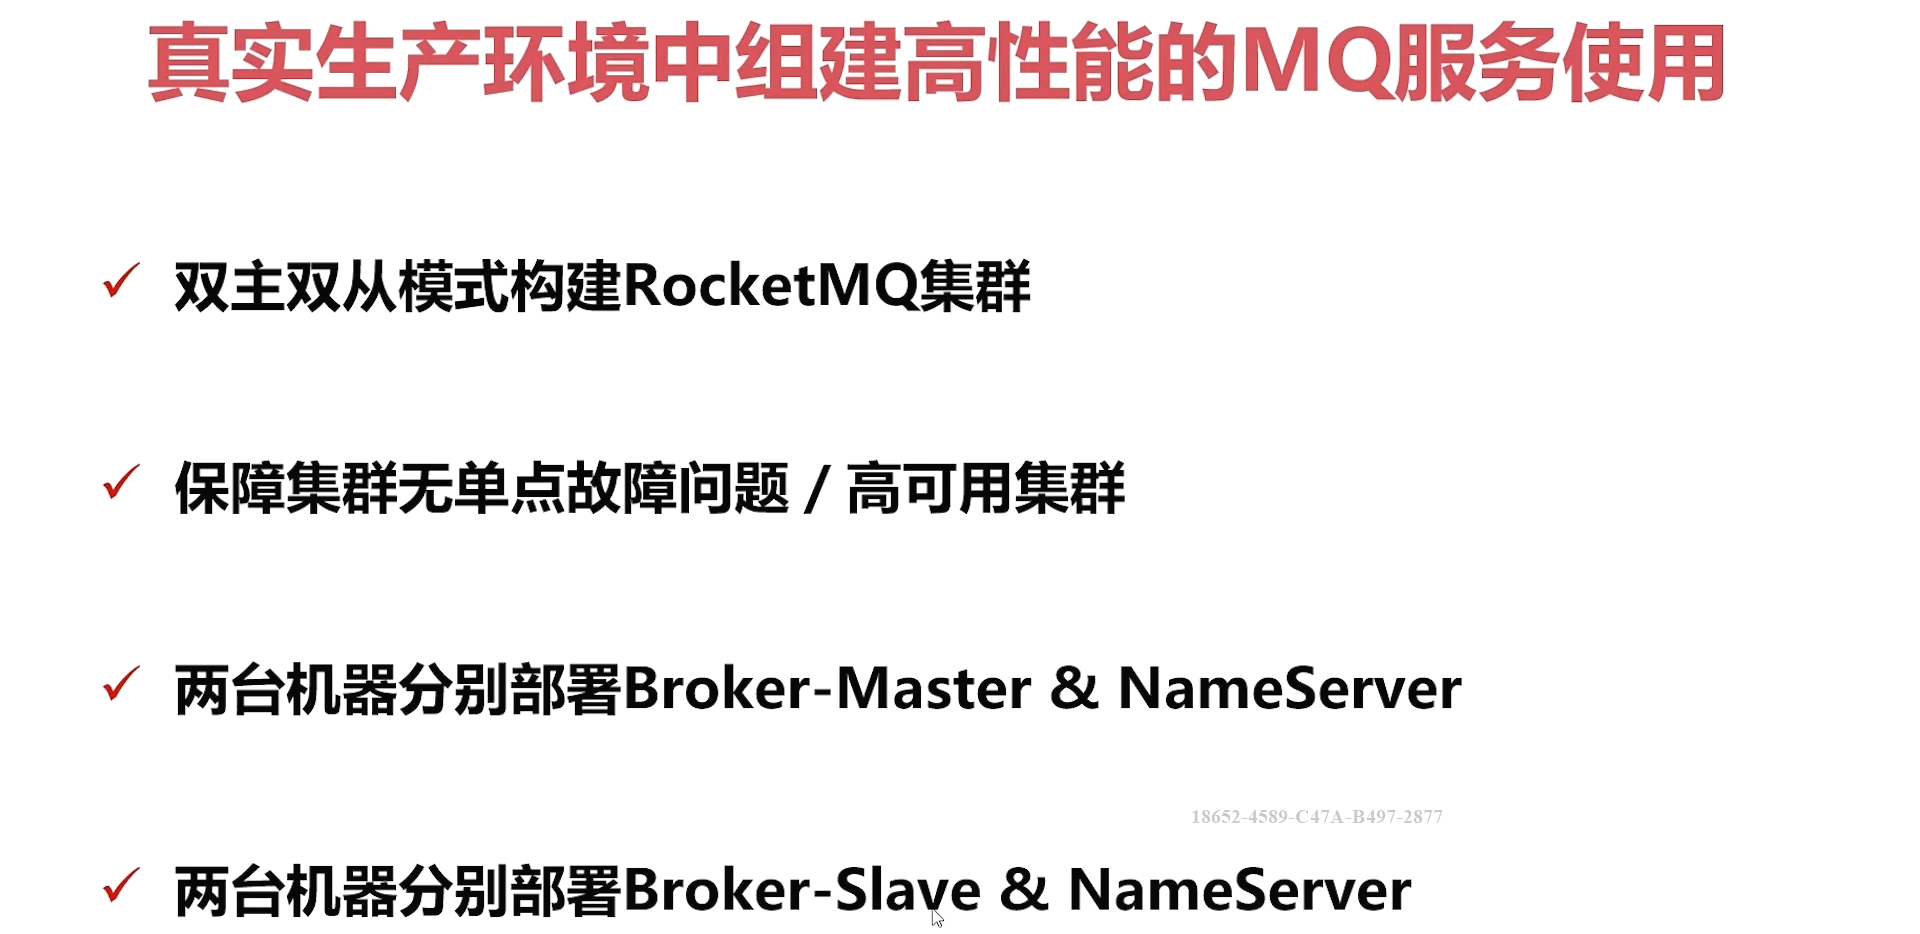 真实生产环境中组建高性能的MQ服务使用
双主双从模式构建RocketMQ集群
保障集群无单点故障问题 / 高可用集群
两台机器分别部署Broker-Master & NameServer
18652-4589-C47A-B497-2877
两台机器分别部署Broker-Slave & NameServer